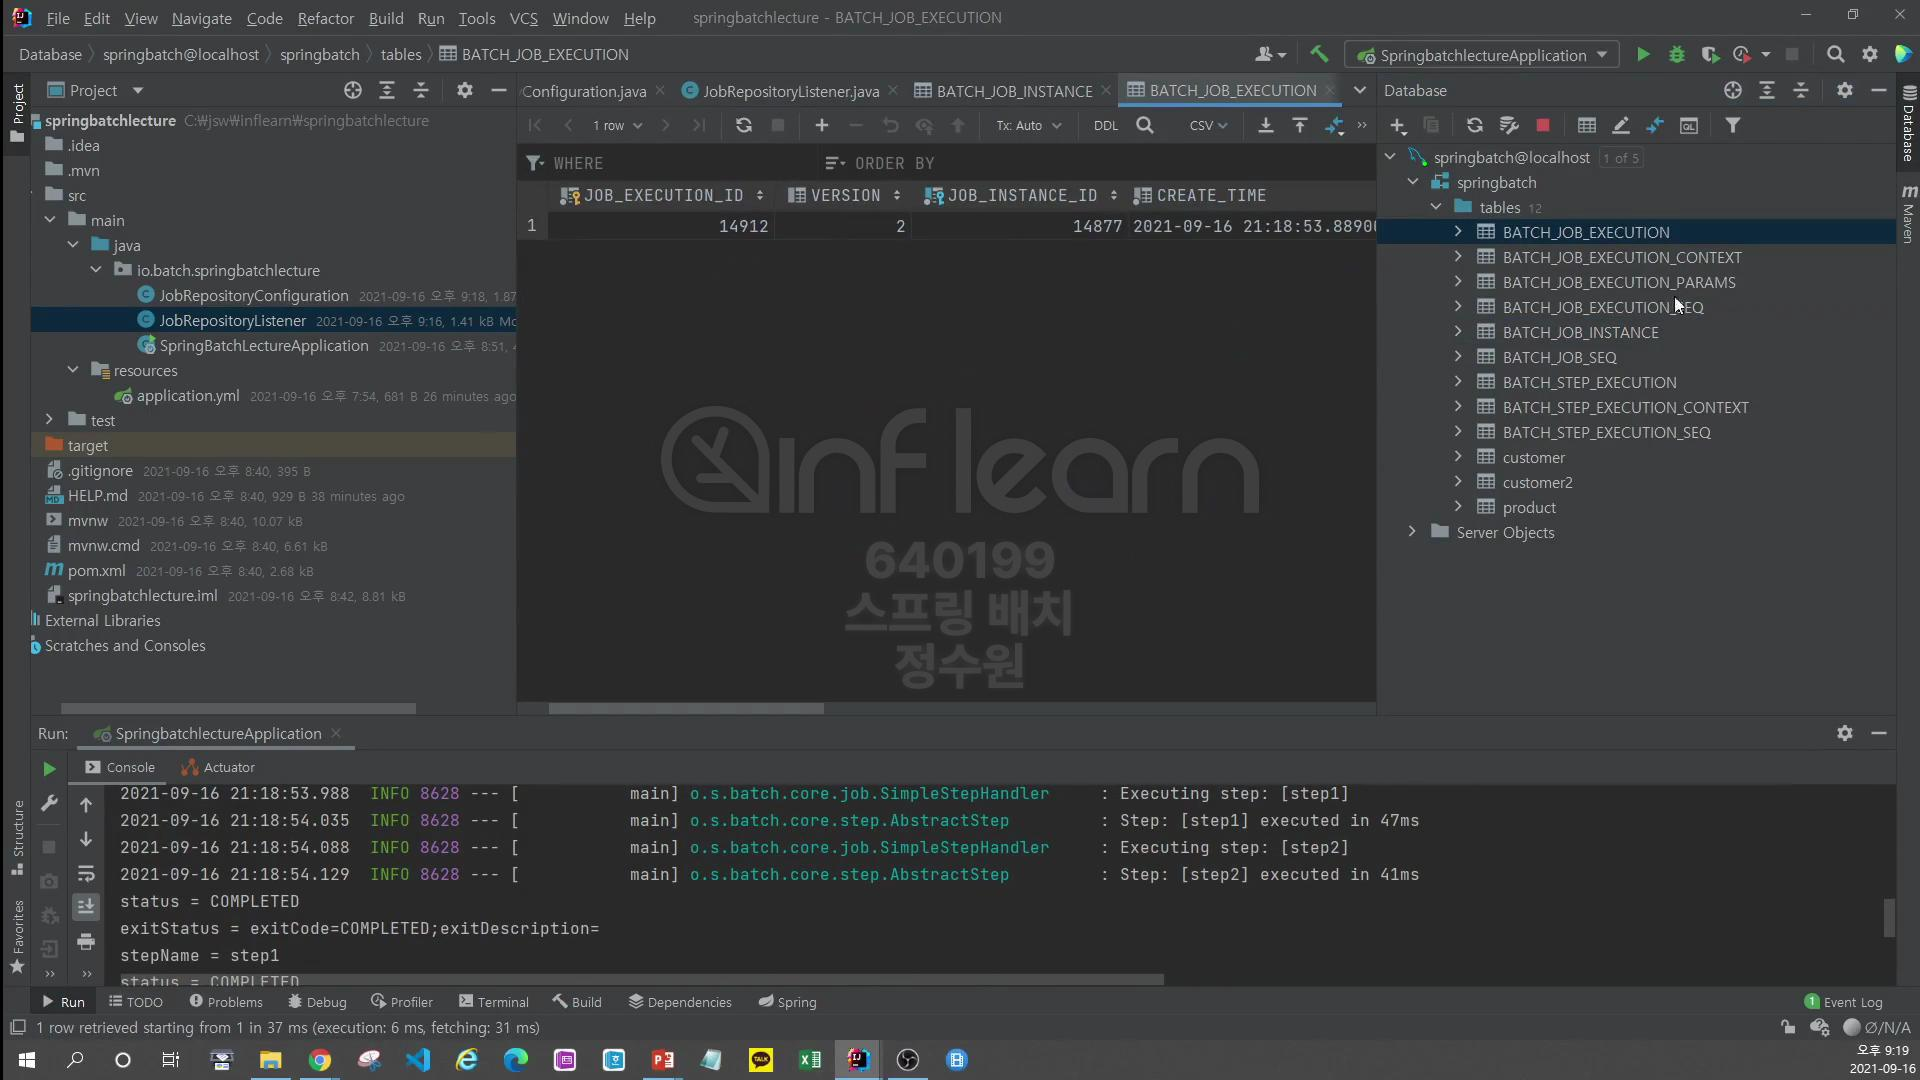 File Edit View Navigate Code Refactor Build Run Tools VCS Window Help springbatchlecture - BATCH_JOB_EXECUTION
Database springbatch@localhost springbatch tables BATCH_JOB_EXECUTION SpringbatchlectureApplication
Project
Project
springbatchlecture C:₩jsw₩inflearn₩springbatchlecture
.idea
.mvn
src
main
java
io.batch.springbatchlecture
JobRepositoryConfiguration 2021-09-16 오후 9:18, 1.87
JobRepositoryListener 2021-09-16 오후 9:16, 1.41 kB Mo
SpringBatchLectureApplication 2021-09-16 오후 8:51, 4
resources
application.yml 2021-09-16 오후 7:54, 681 B 26 minutes ago
test
target
.gitignore 2021-09-16 오후 8:40, 395 B
HELP.md 2021-09-16 오후 8:40, 929 B 38 minutes ago
mvnw 2021-09-16 오후 8:40, 10.07 kB
mvnw.cmd 2021-09-16 오후 8:40, 6.61 kB
pom.xml 2021-09-16 오후 8:40, 2.68 kB
springbatchlecture.iml 2021-09-16 오후 8:42, 8.81 kB
External Libraries
Scratches and Consoles
Configuration.java JobRepositoryListener.java BATCH_JOB_INSTANCE BATCH_JOB_EXECUTION
1 row Tx: Auto DDL CSV
WHERE ORDER BY
JOB_EXECUTION_ID VERSION JOB_INSTANCE_ID CREATE_TIME
1 14912 2 14877 2021-09-16 21:18:53.88900
inflearn
640199
스프링 배치
정수원
Database
springbatch@localhost 1 of 5
springbatch
tables 12
BATCH_JOB_EXECUTION
BATCH_JOB_EXECUTION_CONTEXT
BATCH_JOB_EXECUTION_PARAMS
BATCH_JOB_EXECUTION_SEQ
BATCH_JOB_INSTANCE
BATCH_JOB_SEQ
BATCH_STEP_EXECUTION
BATCH_STEP_EXECUTION_CONTEXT
BATCH_STEP_EXECUTION_SEQ
customer
customer2
product
Server Objects
Database
Maven
Run: SpringbatchlectureApplication
Console Actuator
2021-09-16 21:18:53.988 INFO 8628 --- [ main] o.s.batch.core.job.SimpleStepHandler : Executing step: [step1]
2021-09-16 21:18:54.035 INFO 8628 --- [ main] o.s.batch.core.step.AbstractStep : Step: [step1] executed in 47ms
2021-09-16 21:18:54.088 INFO 8628 --- [ main] o.s.batch.core.job.SimpleStepHandler : Executing step: [step2]
2021-09-16 21:18:54.129 INFO 8628 --- [ main] o.s.batch.core.step.AbstractStep : Step: [step2] executed in 41ms
status = COMPLETED
exitStatus = exitCode=COMPLETED;exitDescription=
stepName = step1
status = COMPLETED
Structure
Favorites
Run TODO Problems Debug Profiler Terminal Build Dependencies Spring 1 Event Log
1 row retrieved starting from 1 in 37 ms (execution: 6 ms, fetching: 31 ms) Ø/N/A
오후 9:19
2021-09-16